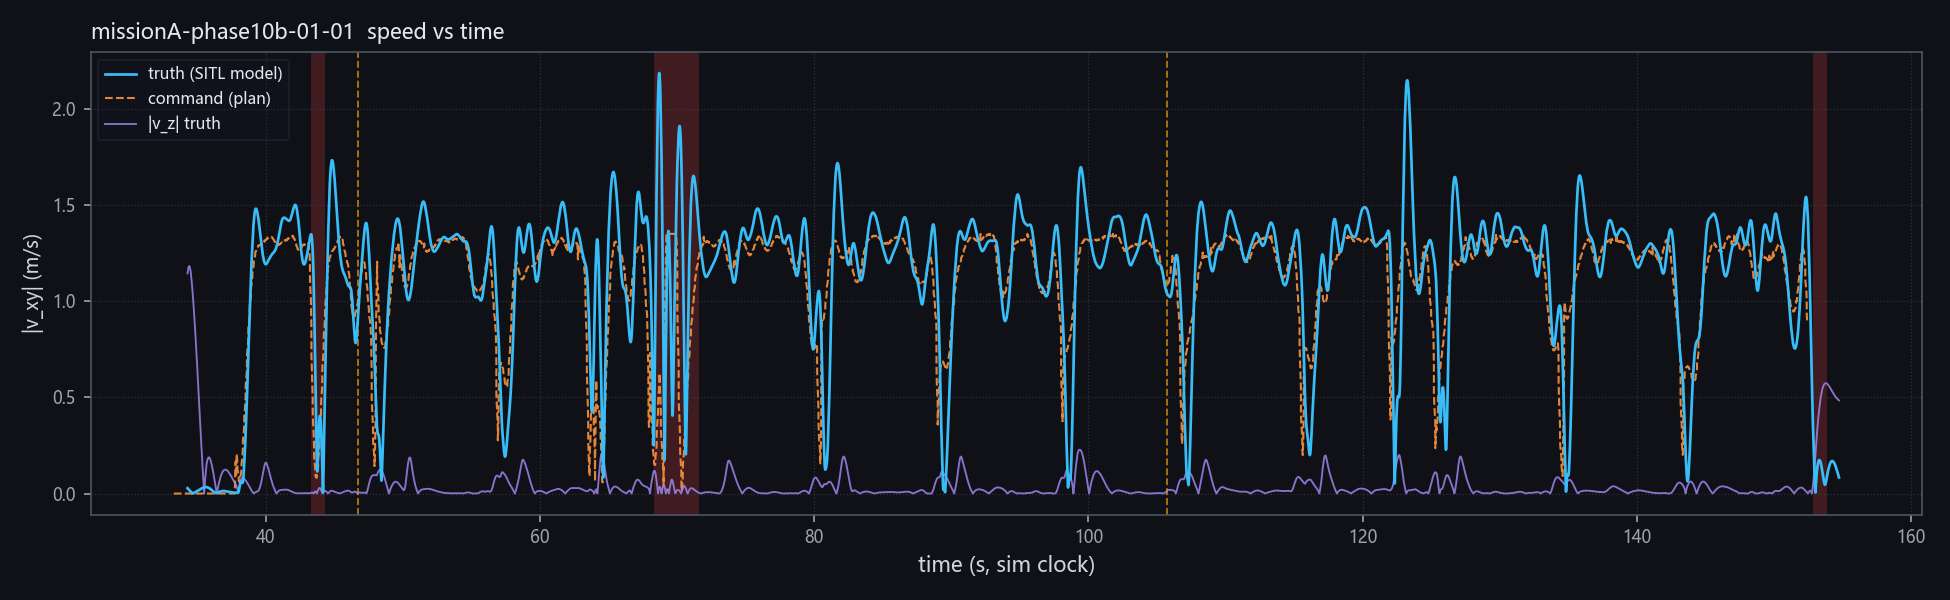 missionA-phase10b-01-01 speed vs time
truth (SITL model)
command (plan)
|v_z| truth
|v_xy| (m/s)
2.0
1.5
1.0
0.5
0.0
40 60 80 100 120 140 160
time (s, sim clock)